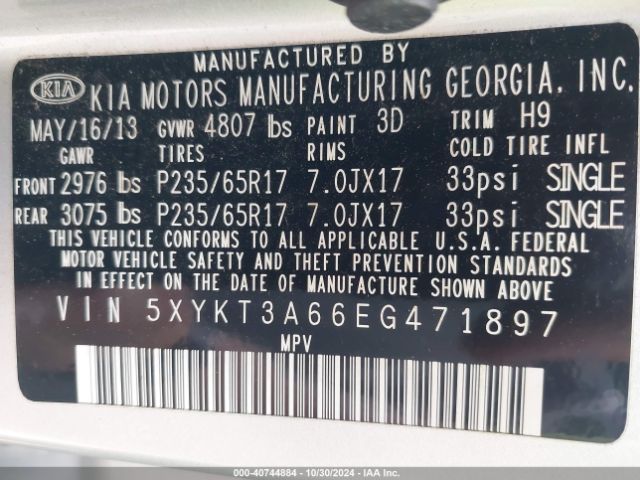 MANUFACTURED BY
KIA KIA MOTORS MANUFACTURING GEORGIA, INC.
MAY/16/13 GVWR 4807 lbs PAINT 3D TRIM H9
GAWR TIRES RIMS COLD TIRE INFL
FRONT 2976 lbs P235/65R17 7.0JX17 33psi SINGLE
REAR 3075 lbs P235/65R17 7.0JX17 33psi SINGLE
THIS VEHICLE CONFORMS TO ALL APPLICABLE U.S.A. FEDERAL
MOTOR VEHICLE SAFETY AND THEFT PREVENTION STANDARDS
IN EFFECT ON THE DATE OF MANUFACTURE SHOWN ABOVE
VIN 5XYKT3A66EG471897
MPV
© - 40744884 - 10/30/2024 - IAA Inc.